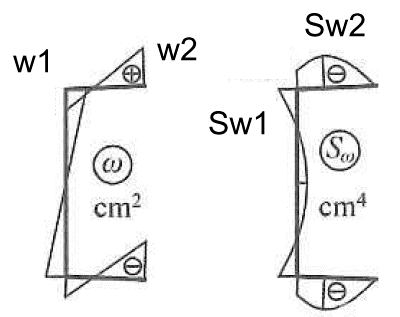 Sw2
w1 w2
⊕ ⊖
Sw1
ω Sω
cm² cm⁴
⊖ ⊖